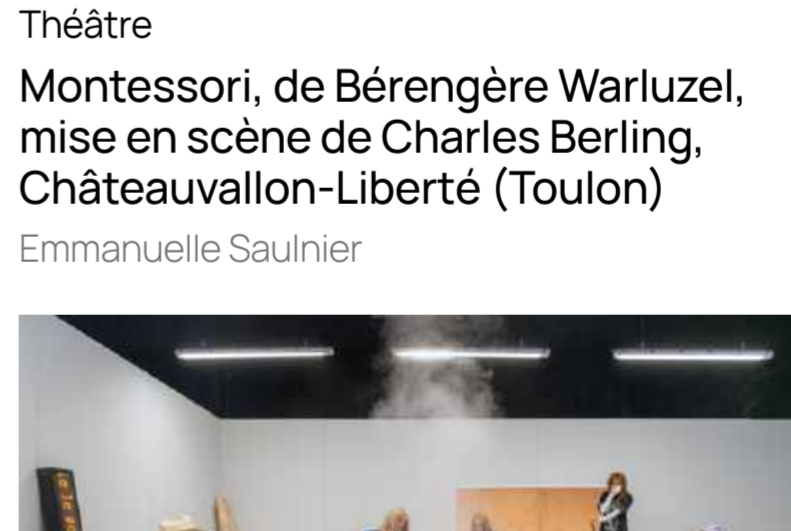 Théâtre
Montessori, de Bérengère Warluzel,
mise en scène de Charles Berling,
Châteauvallon-Liberté (Toulon)
Emmanuelle Saulnier